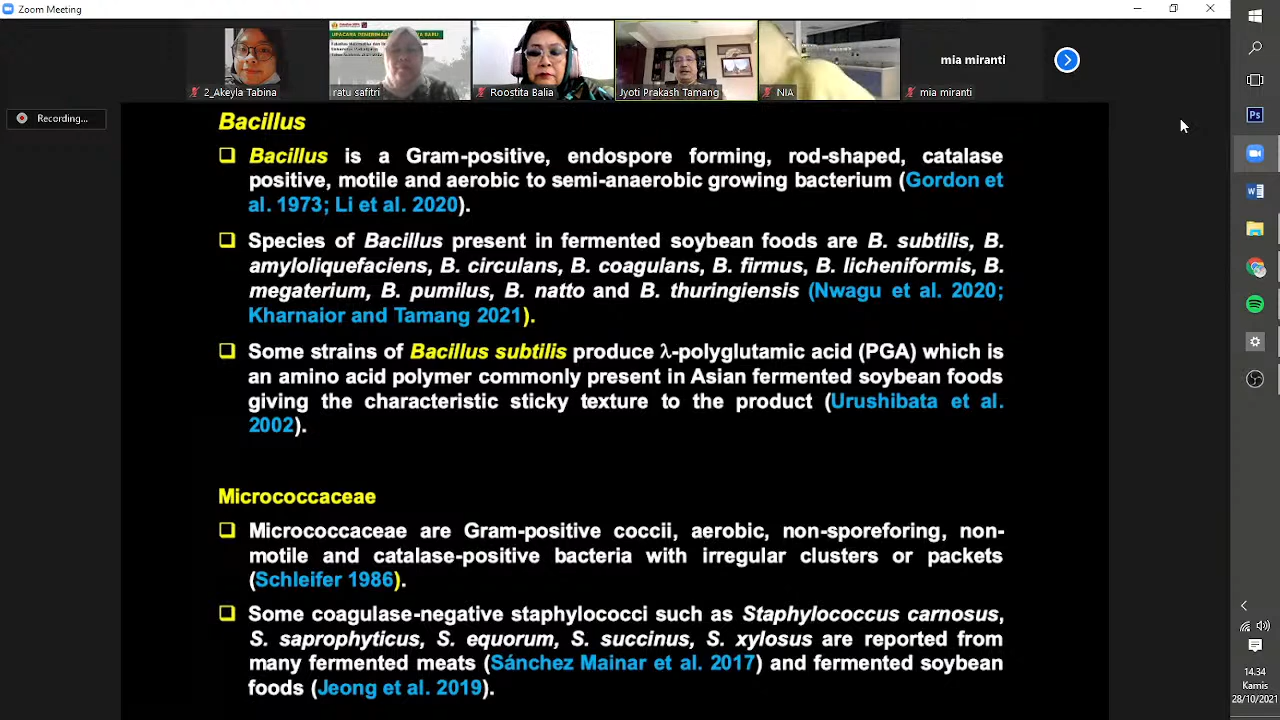 Zoom Meeting
UPACARA PENERIMAAN
2_Akeyla Tabina
ratu safitri
Roostita Balia
Jyoti Prakash Tamang
NIA
mia miranti
mia miranti
Recording...
Bacillus
Bacillus is a Gram-positive, endospore forming, rod-shaped, catalase
positive, motile and aerobic to semi-anaerobic growing bacterium (Gordon et
al. 1973; Li et al. 2020).
Species of Bacillus present in fermented soybean foods are B. subtilis, B.
amyloliquefaciens, B. circulans, B. coagulans, B. firmus, B. licheniformis, B.
megaterium, B. pumilus, B. natto and B. thuringiensis (Nwagu et al. 2020;
Kharnaior and Tamang 2021).
Some strains of Bacillus subtilis produce λ-polyglutamic acid (PGA) which is
an amino acid polymer commonly present in Asian fermented soybean foods
giving the characteristic sticky texture to the product (Urushibata et al.
2002).
Micrococcaceae
Micrococcaceae are Gram-positive coccii, aerobic, non-sporeforing, non-
motile and catalase-positive bacteria with irregular clusters or packets
(Schleifer 1986).
Some coagulase-negative staphylococci such as Staphylococcus carnosus,
S. saprophyticus, S. equorum, S. succinus, S. xylosus are reported from
many fermented meats (Sánchez Mainar et al. 2017) and fermented soybean
foods (Jeong et al. 2019).
Ps
14.34
Kamis
28/10/2021